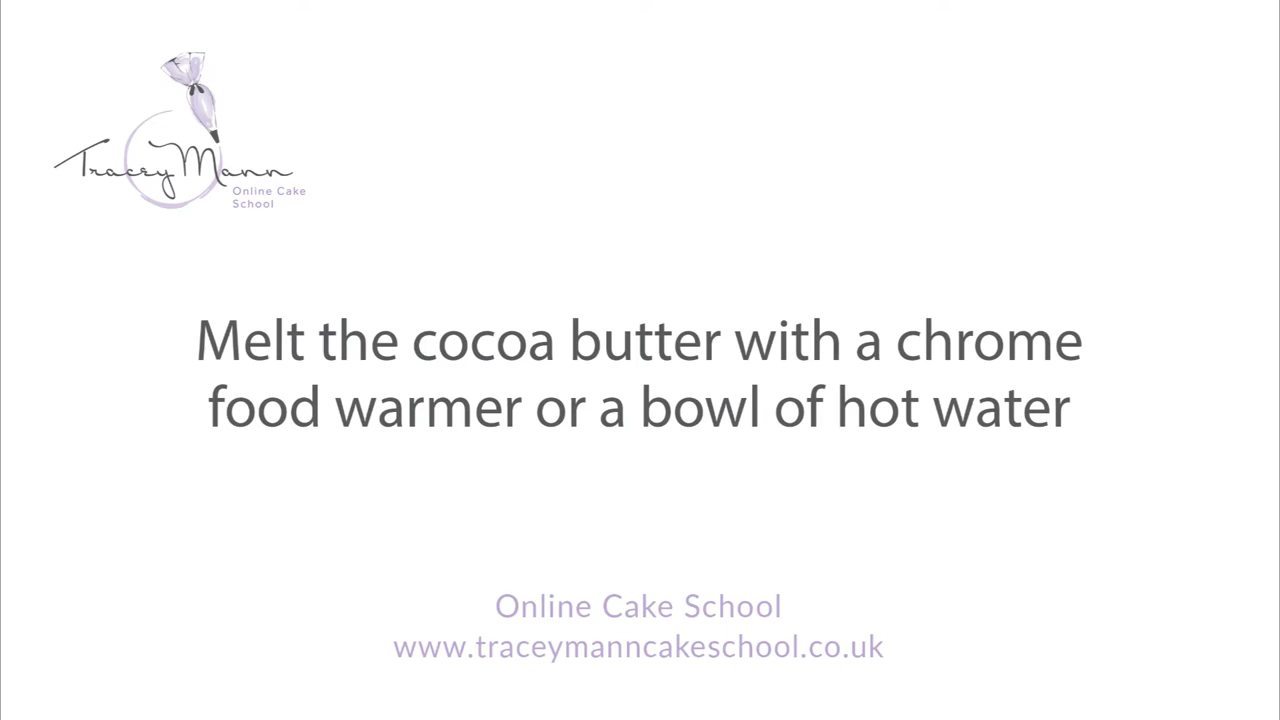 Tracey Mann
Online Cake
School
Melt the cocoa butter with a chrome
food warmer or a bowl of hot water
Online Cake School
www.traceymanncakeschool.co.uk